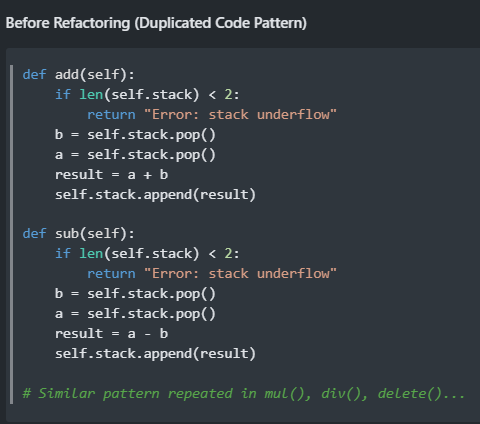 Before Refactoring (Duplicated Code Pattern)
def add(self):
    if len(self.stack) < 2:
        return "Error: stack underflow"
    b = self.stack.pop()
    a = self.stack.pop()
    result = a + b
    self.stack.append(result)

def sub(self):
    if len(self.stack) < 2:
        return "Error: stack underflow"
    b = self.stack.pop()
    a = self.stack.pop()
    result = a - b
    self.stack.append(result)

# Similar pattern repeated in mul(), div(), delete()...